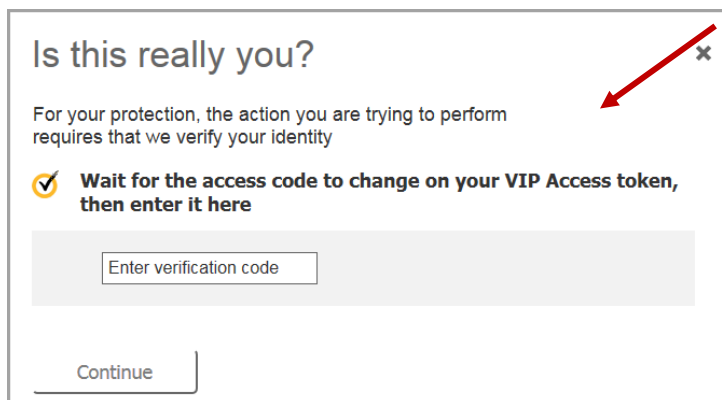 Is this really you?
For your protection, the action you are trying to perform
requires that we verify your identity
Wait for the access code to change on your VIP Access token,
then enter it here
Enter verification code
Continue